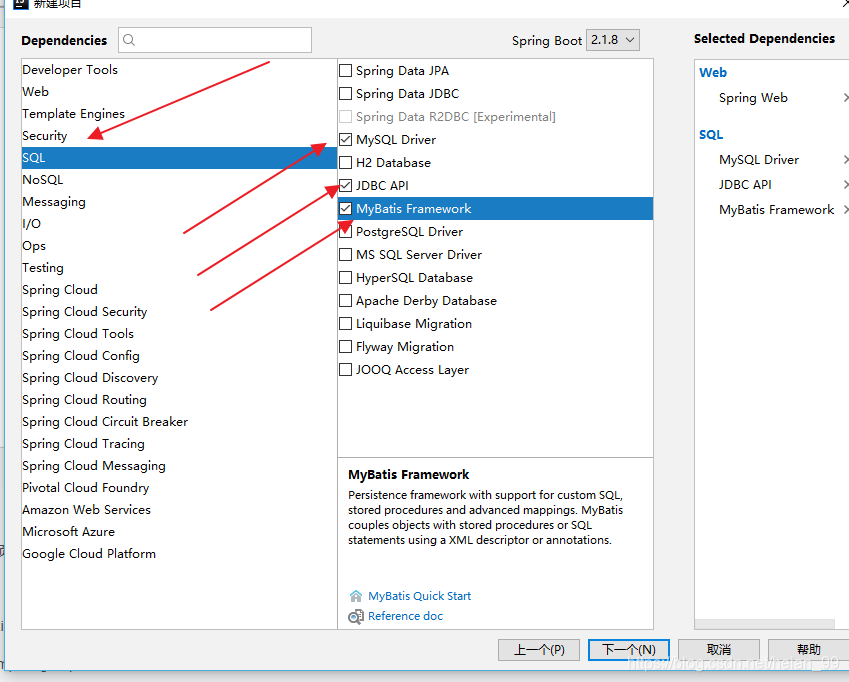 新建项目
Dependencies
Spring Boot 2.1.8
Selected Dependencies
Developer Tools
Web
Template Engines
Security
SQL
NoSQL
Messaging
I/O
Ops
Testing
Spring Cloud
Spring Cloud Security
Spring Cloud Tools
Spring Cloud Config
Spring Cloud Discovery
Spring Cloud Routing
Spring Cloud Circuit Breaker
Spring Cloud Tracing
Spring Cloud Messaging
Pivotal Cloud Foundry
Amazon Web Services
Microsoft Azure
Google Cloud Platform
Spring Data JPA
Spring Data JDBC
Spring Data R2DBC [Experimental]
MySQL Driver
H2 Database
JDBC API
MyBatis Framework
PostgreSQL Driver
MS SQL Server Driver
HyperSQL Database
Apache Derby Database
Liquibase Migration
Flyway Migration
JOOQ Access Layer
MyBatis Framework
Persistence framework with support for custom SQL,
stored procedures and advanced mappings. MyBatis
couples objects with stored procedures or SQL
statements using a XML descriptor or annotations.
MyBatis Quick Start
Reference doc
Web
Spring Web
SQL
MySQL Driver
JDBC API
MyBatis Framework
上一个(P)
下一个(N)
取消
帮助